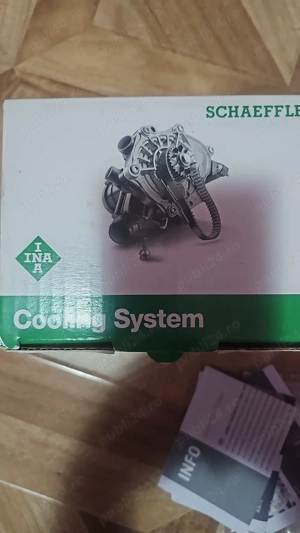 SCHAEFFLE
I
INA
A
Cooling System
INFO